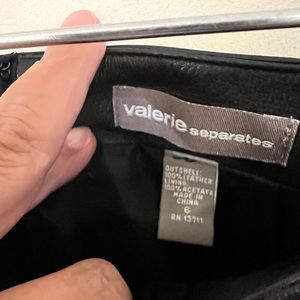 valerie separates
OUTSHELL:
100%LEATHER
LINING:
100%ACETATE
MADE IN
CHINA
6
RN 13711